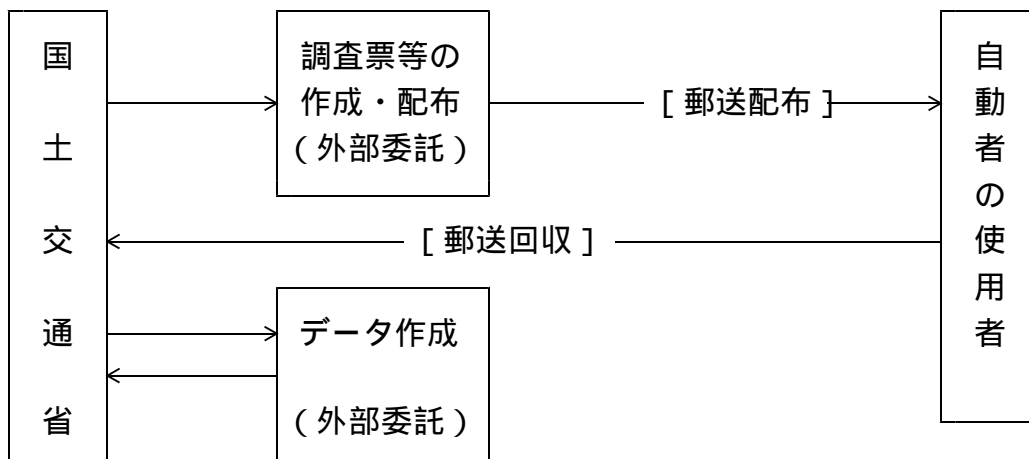 国土交通省
調査票等の
作成・配布
(外部委託)
[郵送配布]
自動者の使用者
[郵送回収]
データ作成
(外部委託)